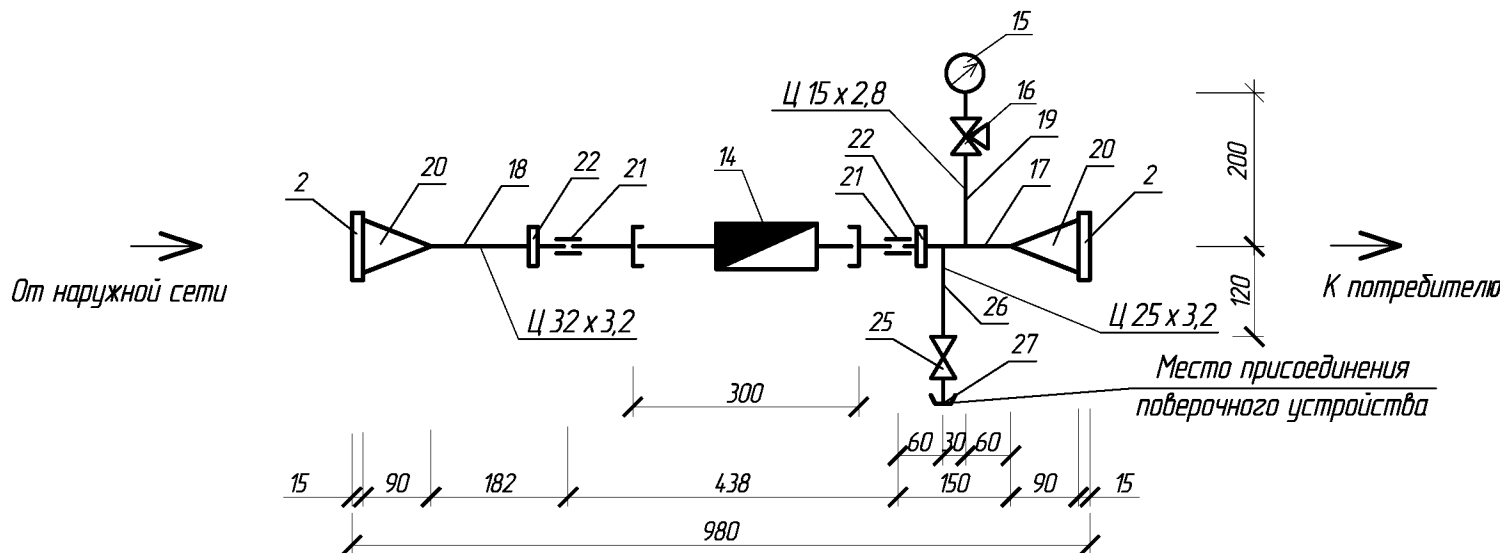 15
Ц 15 x 2,8
16
19
22
20
18
22
21
14
21
17
20
2
2
200
От наружной сети
К потребителю
Ц 32 x 3,2
26
Ц 25 x 3,2
120
25
27
Место присоединения
поверочного устройства
300
60 30 60
15 90 182 438 150 90 15
980